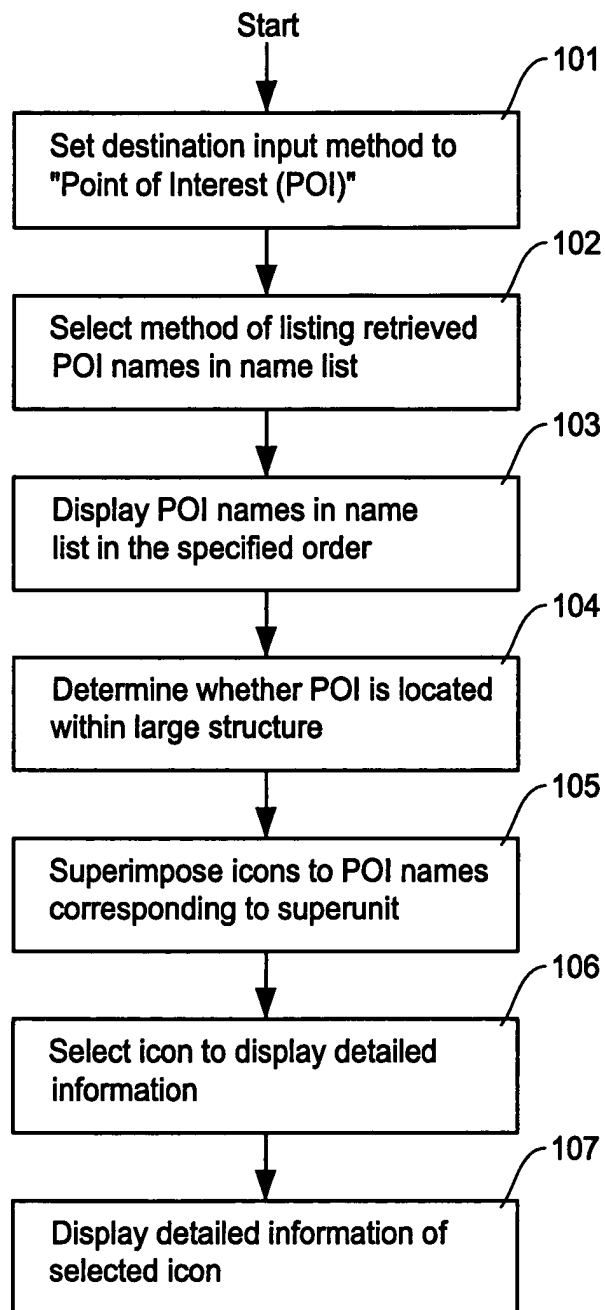 Start
101
Set destination input method to
"Point of Interest (POI)"
102
Select method of listing retrieved
POI names in name list
103
Display POI names in name
list in the specified order
104
Determine whether POI is located
within large structure
105
Superimpose icons to POI names
corresponding to superunit
106
Select icon to display detailed
information
107
Display detailed information of
selected icon